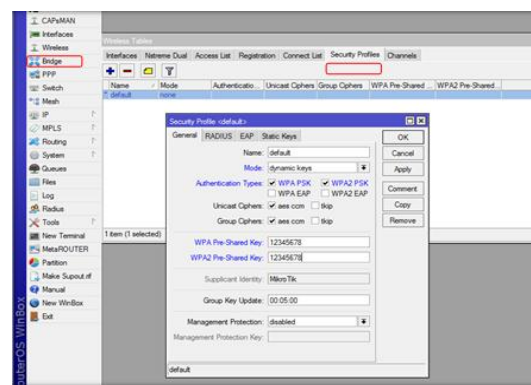 CAPsMAN
Interfaces
Wireless
Bridge
PPP
Switch
Mesh
IP
MPLS
Routing
System
Queues
Files
Log
Radius
Tools
New Terminal
MetaROUTER
Partition
Make Supout.rif
Manual
New WinBox
Exit
RouterOS WinBox
Wireless Tables
Interfaces Nstreme Dual Access List Registration Connect List Security Profiles Channels
Name Mode Authenticatio... Unicast Ciphers Group Ciphers WPA Pre-Shared ... WPA2 Pre-Shared...
* default none
1 item (1 selected)
Security Profile <default>
General RADIUS EAP Static Keys
Name: default
Mode: dynamic keys
Authentication Types: WPA PSK WPA2 PSK
WPA EAP WPA2 EAP
Unicast Ciphers: aes ccm tkip
Group Ciphers: aes ccm tkip
WPA Pre-Shared Key: 12345678
WPA2 Pre-Shared Key: 12345678
Supplicant Identity: MikroTik
Group Key Update: 00:05:00
Management Protection: disabled
Management Protection Key:
default
OK
Cancel
Apply
Comment
Copy
Remove